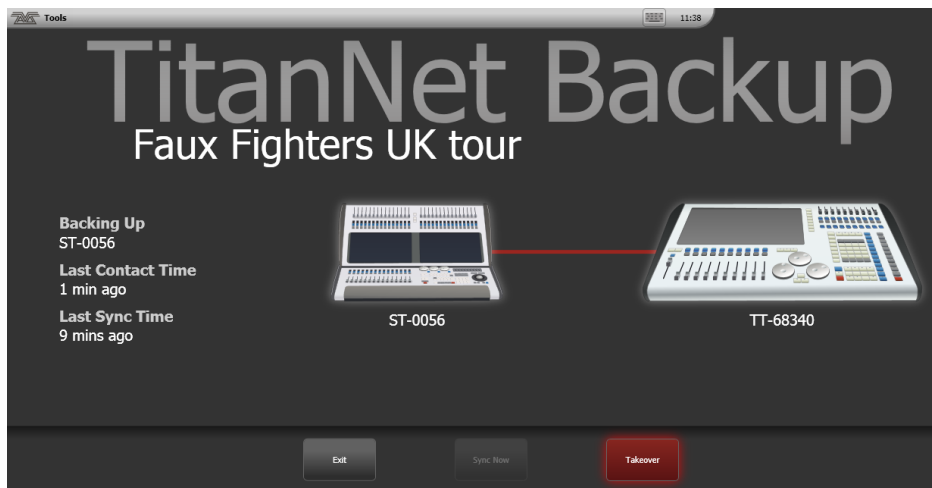 Tools
11:38
TitanNet Backup
Faux Fighters UK tour
Backing Up
ST-0056
Last Contact Time
1 min ago
Last Sync Time
9 mins ago
ST-0056
TT-68340
Exit
Sync Now
Takeover